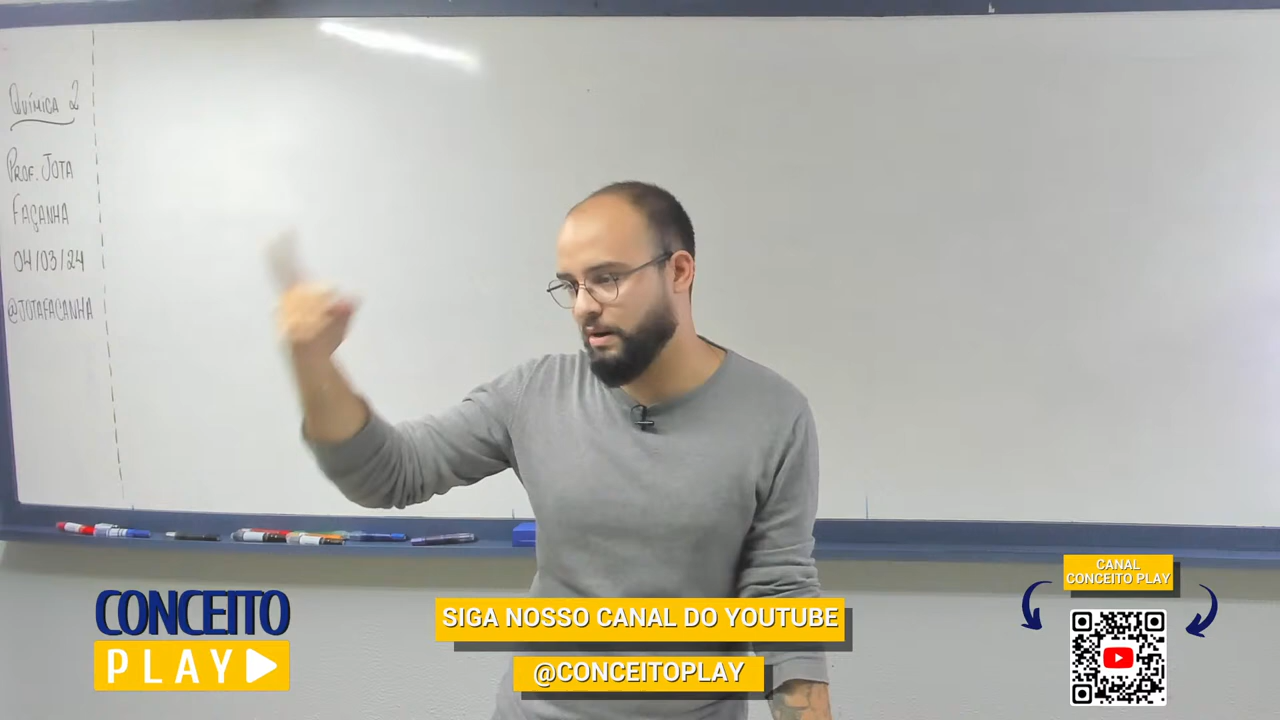 QUÍMICA 2
PROF. JOTA
FAÇANHA
04/03/24
@JOTAFAÇANHA
CONCEITO
PLAY
SIGA NOSSO CANAL DO YOUTUBE
@CONCEITOPLAY
CANAL
CONCEITO PLAY